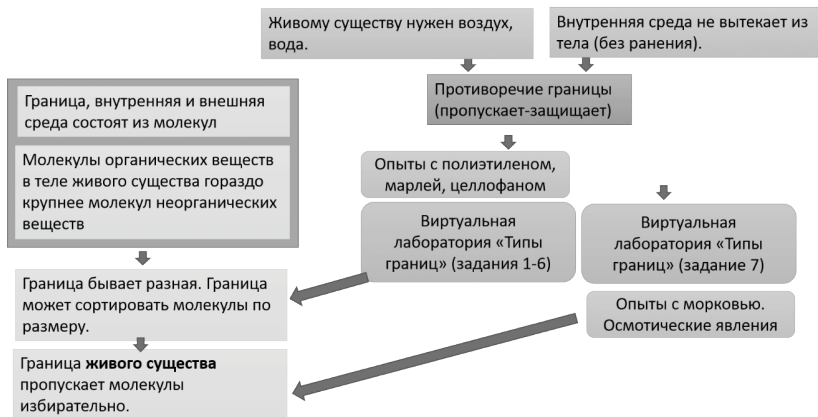 Живому существу нужен воздух,
вода.
Внутренняя среда не вытекает из
тела (без ранения).
Противоречие границы
(пропускает-защищает)
Граница, внутренняя и внешняя
среда состоят из молекул
Молекулы органических веществ
в теле живого существа гораздо
крупнее молекул неорганических
веществ
Опыты с полиэтиленом,
марлей, целлофаном
Виртуальная
лаборатория «Типы
границ» (задания 1-6)
Виртуальная
лаборатория «Типы
границ» (задание 7)
Граница бывает разная. Граница
может сортировать молекулы по
размеру.
Опыты с морковью.
Осмотические явления
Граница живого существа
пропускает молекулы
избирательно.